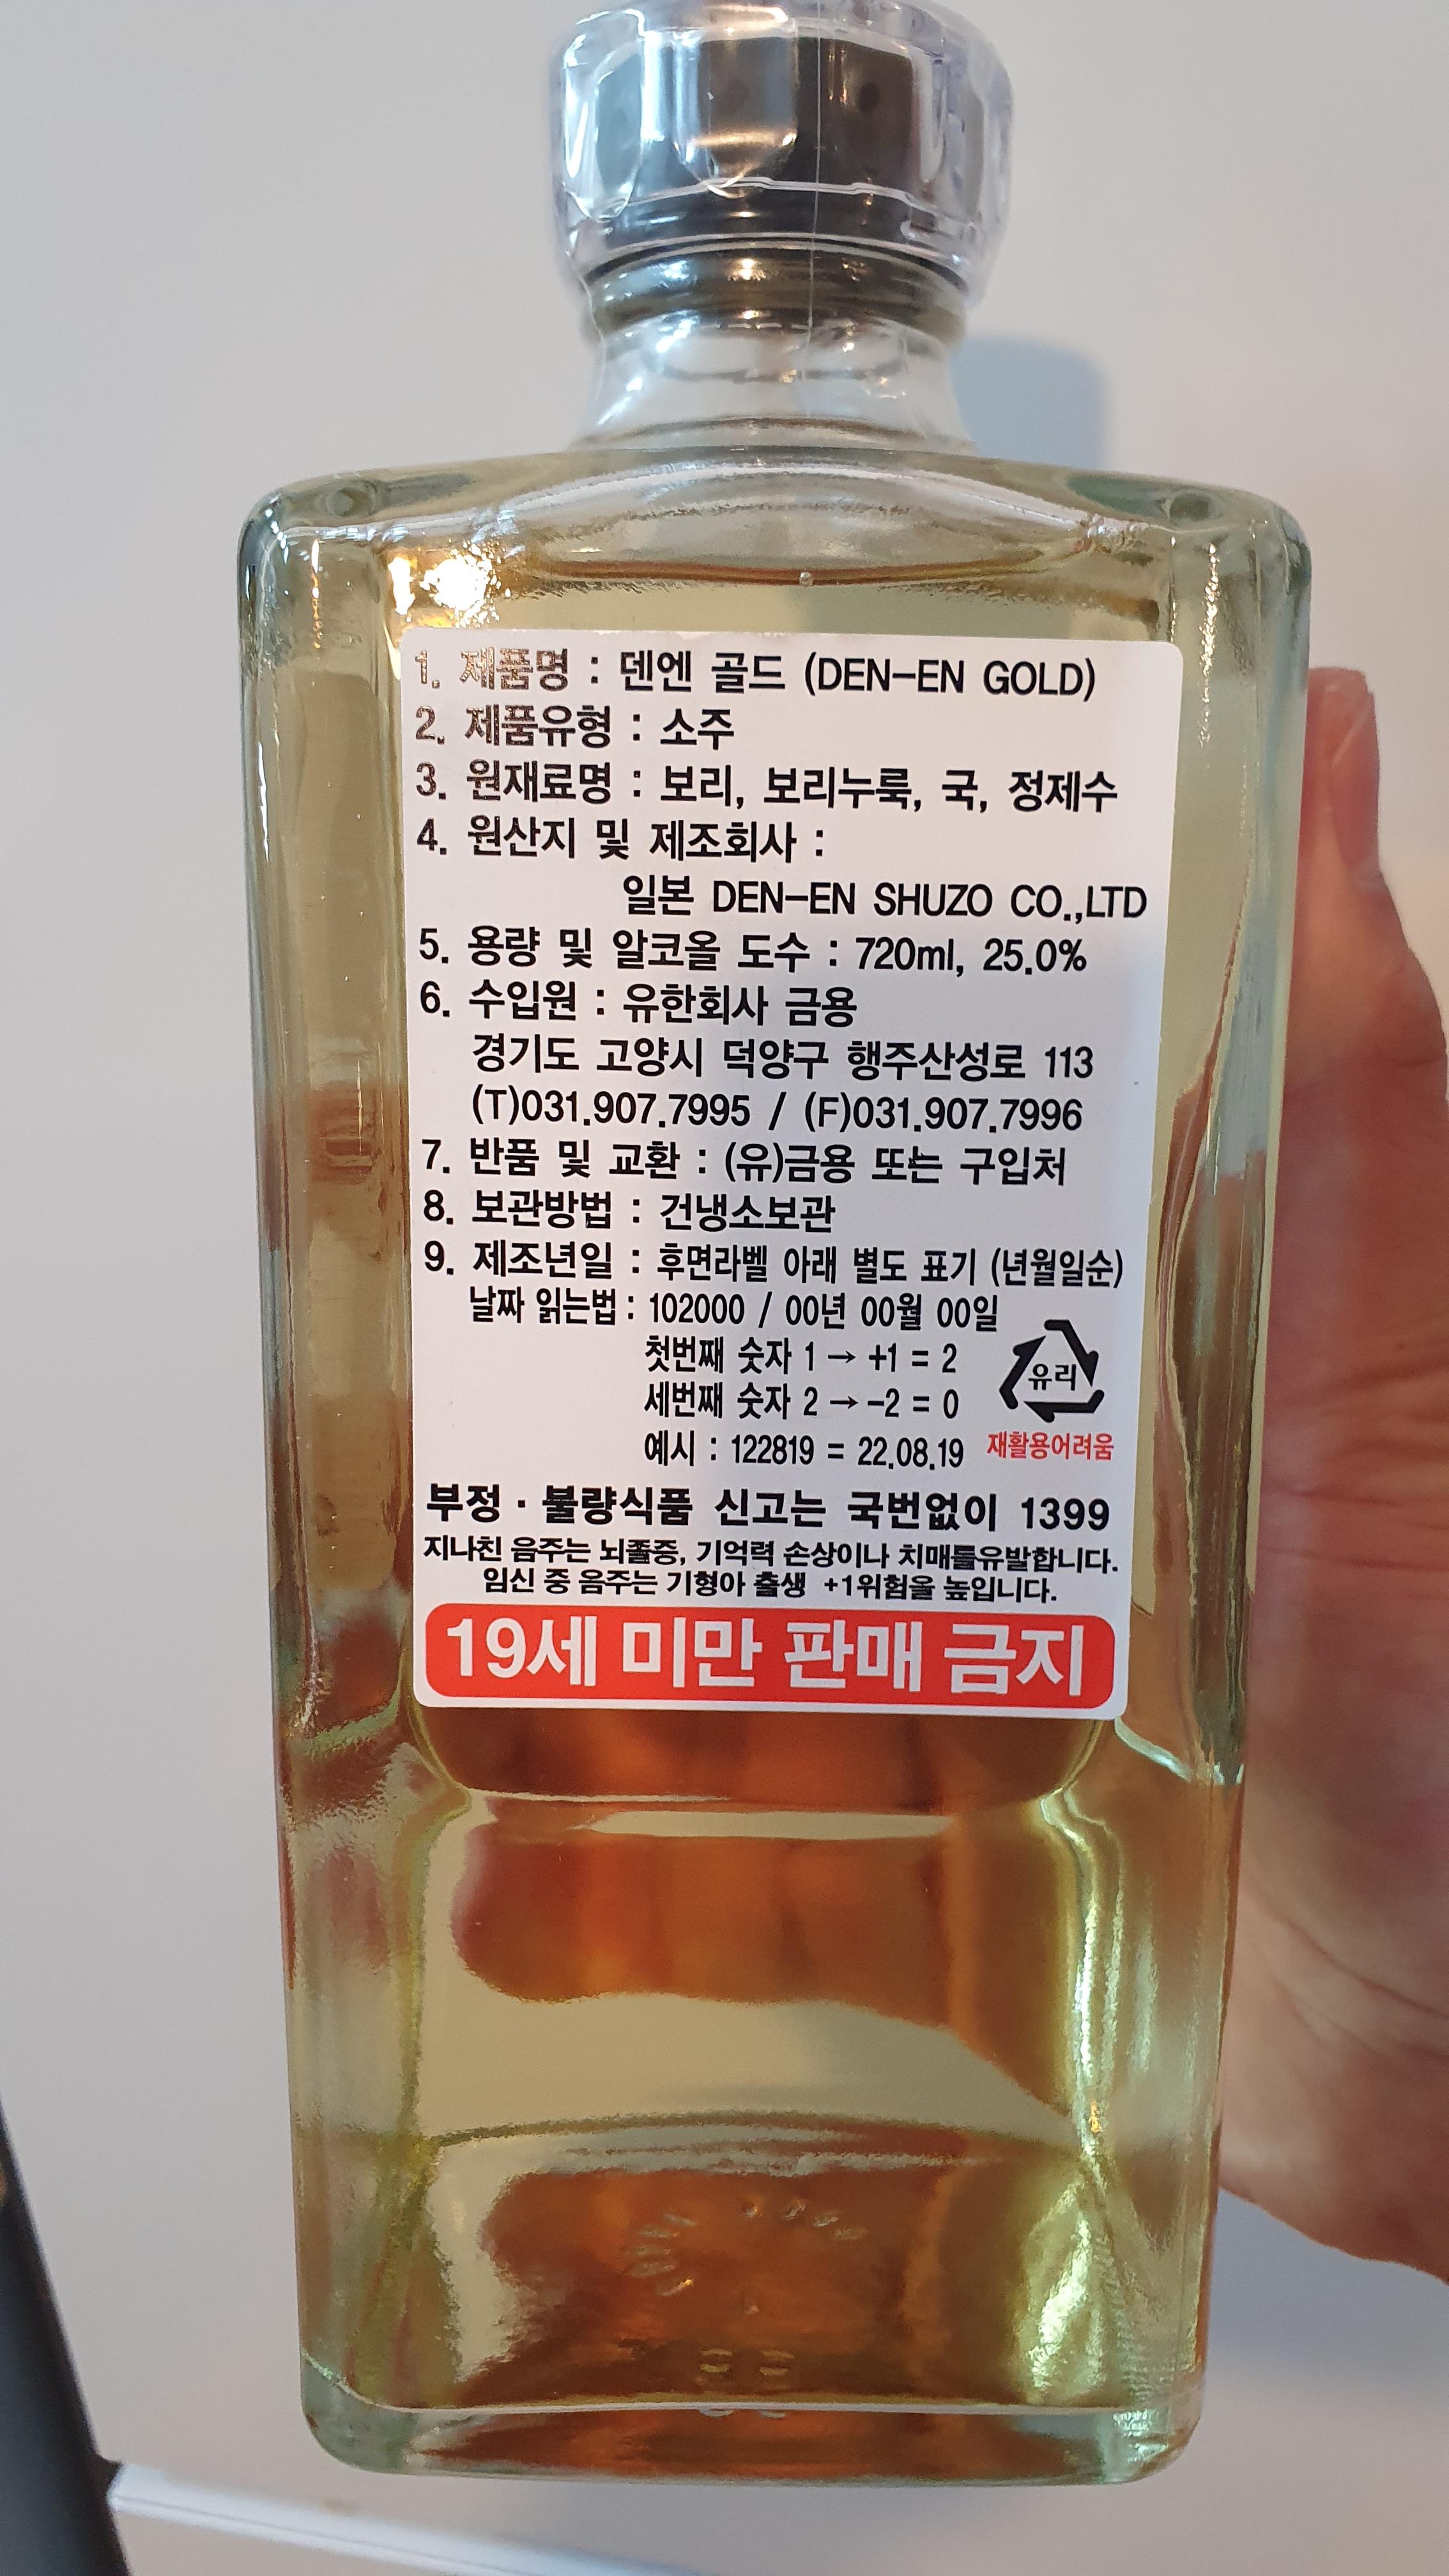 1. 제품명 : 덴엔 골드 (DEN-EN GOLD)
2. 제품유형 : 소주
3. 원재료명 : 보리, 보리누룩, 국, 정제수
4. 원산지 및 제조회사 :
일본 DEN-EN SHUZO CO.,LTD
5. 용량 및 알코올 도수 : 720ml, 25.0%
6. 수입원 : 유한회사 금용
경기도 고양시 덕양구 행주산성로 113
(T)031.907.7995 / (F)031.907.7996
7. 반품 및 교환 : (유)금용 또는 구입처
8. 보관방법 : 건냉소보관
9. 제조년일 : 후면라벨 아래 별도 표기 (년월일순)
날짜 읽는법 : 102000 / 00년 00월 00일
첫번째 숫자 1 → +1 = 2
세번째 숫자 2 → -2 = 0
예시 : 122819 = 22.08.19
유리
재활용어려움
부정 · 불량식품 신고는 국번없이 1399
지나친 음주는 뇌졸증, 기억력 손상이나 치매를유발합니다.
임신 중 음주는 기형아 출생 +1위험을 높입니다.
19세 미만 판매 금지